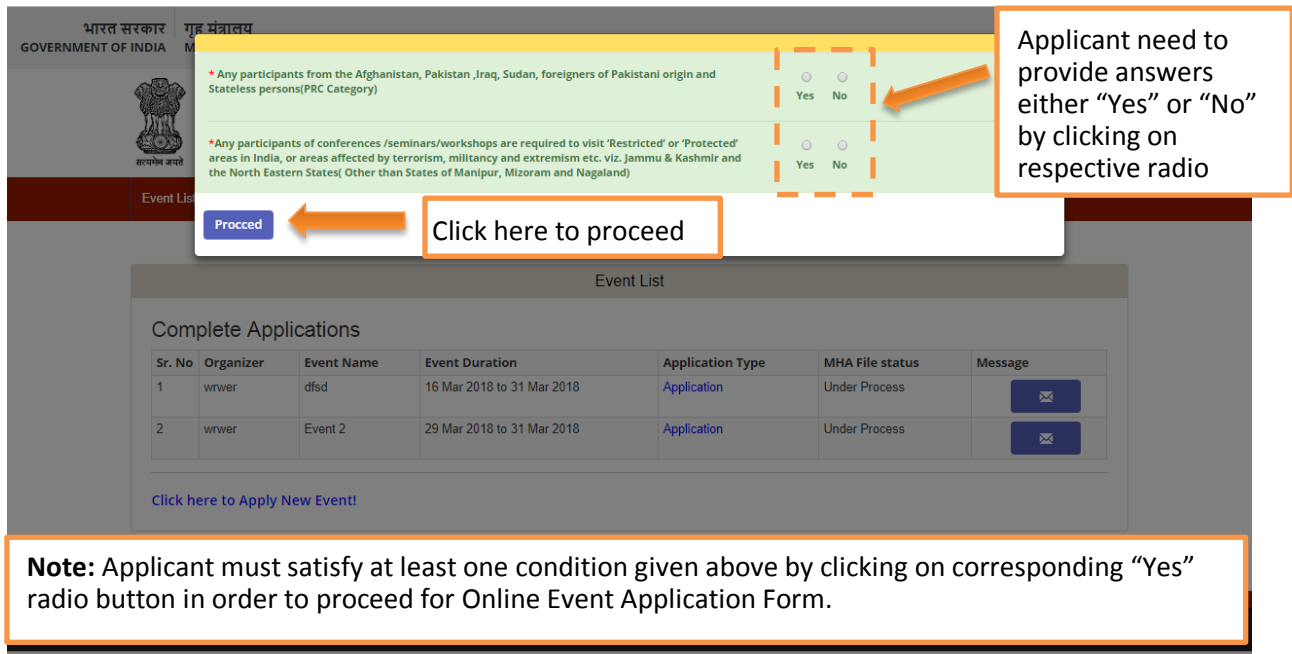 भारत सरकार गृह मंत्रालय
GOVERNMENT OF INDIA M
सत्यमेव जयते
* Any participants from the Afghanistan, Pakistan ,Iraq, Sudan, foreigners of Pakistani origin and
Stateless persons(PRC Category)
Yes No
*Any participants of conferences /seminars/workshops are required to visit ‘Restricted’ or ‘Protected’
areas in India, or areas affected by terrorism, militancy and extremism etc. viz. Jammu & Kashmir and
the North Eastern States( Other than States of Manipur, Mizoram and Nagaland)
Yes No
Applicant need to
provide answers
either “Yes” or “No”
by clicking on
respective radio
Event List
Procced
Click here to proceed
Event List
Complete Applications
Sr. No Organizer Event Name Event Duration Application Type MHA File status Message
1 wrwer dfsd 16 Mar 2018 to 31 Mar 2018 Application Under Process
2 wrwer Event 2 29 Mar 2018 to 31 Mar 2018 Application Under Process
Click here to Apply New Event!
Note: Applicant must satisfy at least one condition given above by clicking on corresponding “Yes”
radio button in order to proceed for Online Event Application Form.